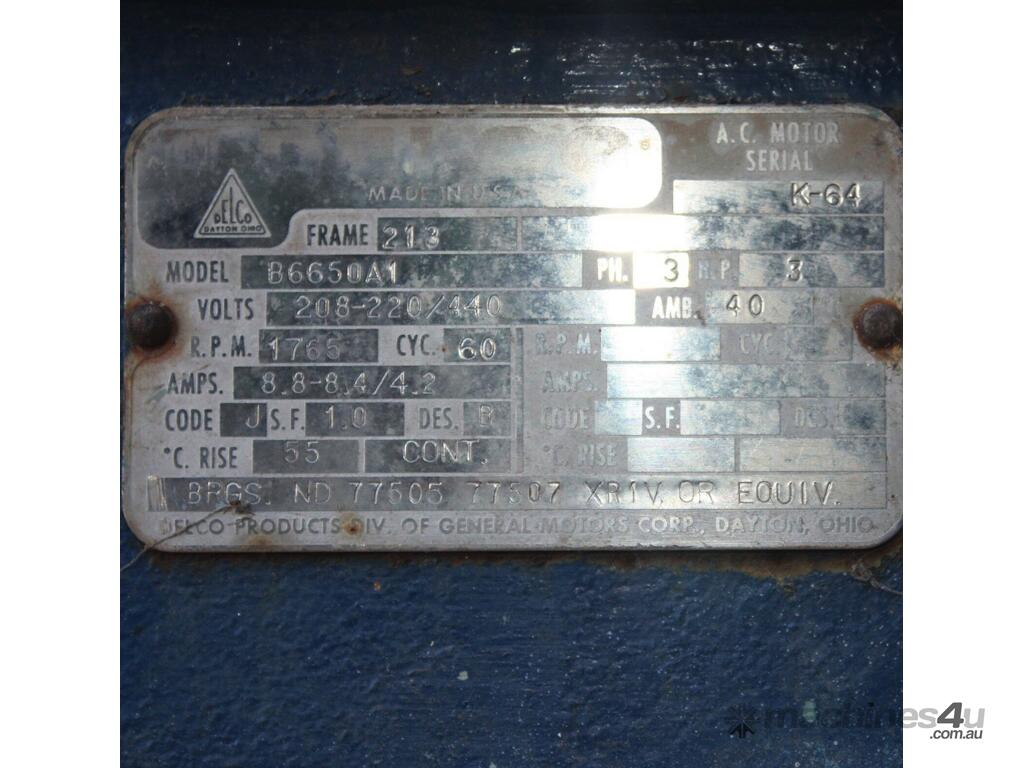 A.C. MOTOR
SERIAL
MADE IN U.S.A.
K-64
DELCO
DAYTON OHIO
FRAME 213
MODEL B6650A1 PH. 3 H.P. 3
VOLTS 208-220/440 AMB. 40
R.P.M. 1765 CYC. 60 R.P.M. CYC.
AMPS. 8.8-8.4/4.2 AMPS.
CODE J S.F. 1.0 DES. B CODE S.F. DES.
°C. RISE 55 CONT. °C. RISE
BRGS. ND 77505 77507 XR1V, OR EQUIV.
DELCO PRODUCTS DIV. OF GENERAL MOTORS CORP., DAYTON, OHIO
machines4u
.com.au